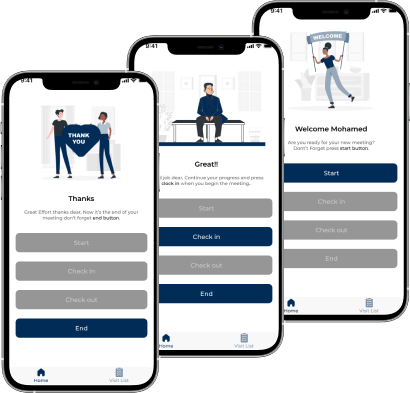 9:41
THANK
YOU
Thanks
Great Effort thanks dear. Now it's the end of your
meeting don't forget end button.
Start
Check in
Check out
End
Home
Visit List
9:41
Great!!
job dear. Continue your progress and press
clock in when you begin the meeting.
Start
Check in
Check out
End
Home
Visit List
9:41
WELCOME
Welcome Mohamed
Are you ready for your new meeting?
Don't Forget press start button.
Start
Check in
Check out
End
Home
Visit List